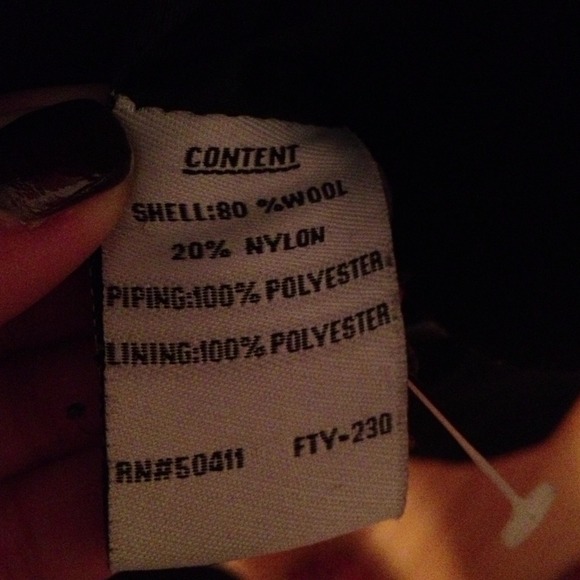 CONTENT
SHELL:80 %WOOL
20% NYLON
PIPING:100% POLYESTER
LINING:100% POLYESTER
RN#50411 FTY-230